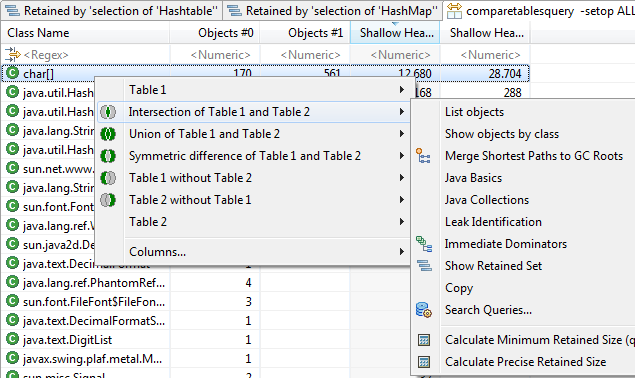 Retained by 'selection of 'Hashtable'' Retained by 'selection of 'HashMap'' comparetablesquery -setop ALL
Class Name Objects #0 Objects #1 Shallow Hea... Shallow Hea...
<Regex> <Numeric> <Numeric> <Numeric> <Numeric>
char[] 170 561 12.680 28.704
java.util.Hash 168 288
java.util.Hash
java.lang.Strin
java.util.Hash
sun.net.www.
java.lang.Strin
sun.font.Font
java.lang.ref.W
sun.java2d.De
java.text.DecimalFormat 1
java.lang.ref.PhantomRef... 4
sun.font.FileFont$FileFon... 3
java.text.DecimalFormatS... 1
java.text.DigitList 1
javax.swing.plaf.metal.M... 1
sun.misc.Signal 2
Table 1
Intersection of Table 1 and Table 2
Union of Table 1 and Table 2
Symmetric difference of Table 1 and Table 2
Table 1 without Table 2
Table 2 without Table 1
Table 2
Columns...
List objects
Show objects by class
Merge Shortest Paths to GC Roots
Java Basics
Java Collections
Leak Identification
Immediate Dominators
Show Retained Set
Copy
Search Queries...
Calculate Minimum Retained Size (q
Calculate Precise Retained Size